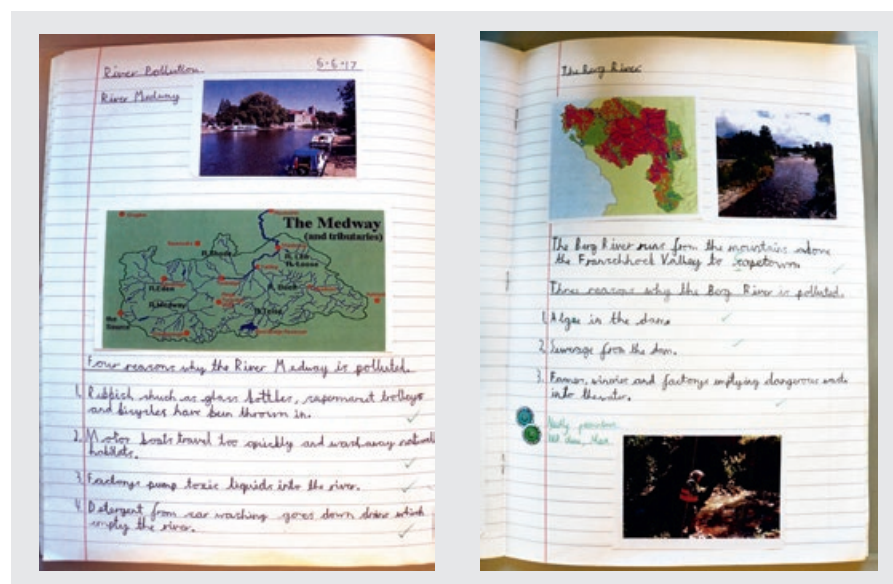 River Pollution
6.6.17
River Medway
The Medway
(and tributaries)
R.Eden
R.Medway
R. Teise
the
Source
Four reasons why the River Medway is polluted.
1. Rubbish such as glass bottles, supermarket trolleys
and bicycles have been thrown in.
2. Motor boats travel too quickly and wash away natural
habitats.
3. Factorys pump toxic liquids into the river.
4. Detergent from car washing goes down drains which
empty the river.
The Berg River
The Berg River runs from the mountains above
the Franschhoek Valley to capetown.
Three reasons why the Berg River is polluted.
1. Algae in the dam.
2. Sewerage from the dam.
3. Farmer, wineries and factorys emptying dangerous waste
into the water.
Neatly presented
Well done, Max